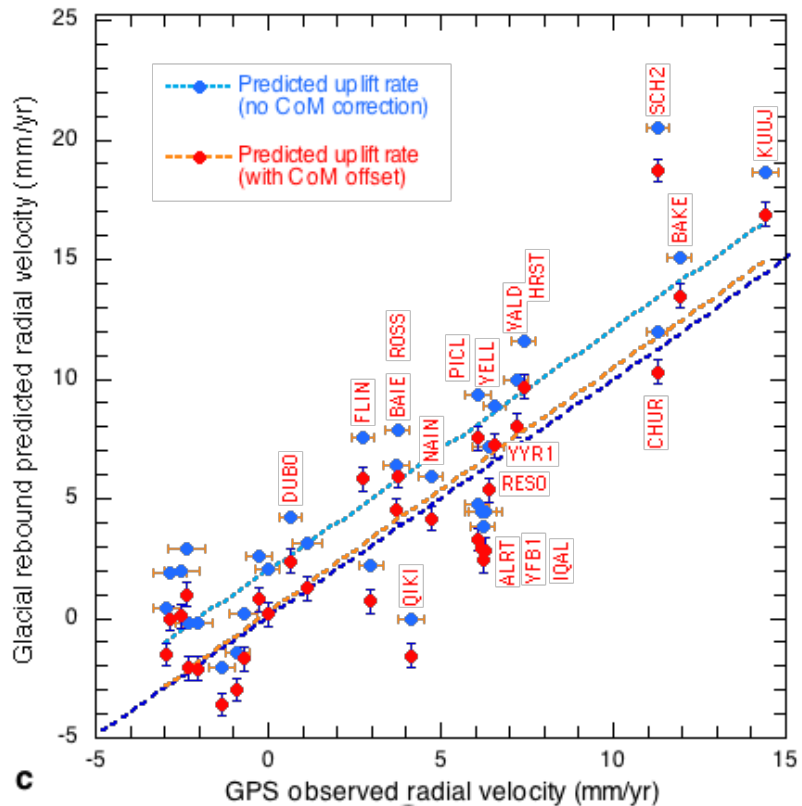 25
20
15
10
5
0
-5
-5
0
5
10
15
Glacial rebound predicted radial velocity (mm/yr)
GPS observed radial velocity (mm/yr)
c
Predicted uplift rate
(no CoM correction)
Predicted uplift rate
(with CoM offset)
SCH2
KUUJ
BAKE
HRST
VALD
ROSS
PICL
YELL
FLIN
BAIE
NAIN
DUBO
CHUR
YYR1
RESO
QIKI
ALRT
YFB1
IQAL